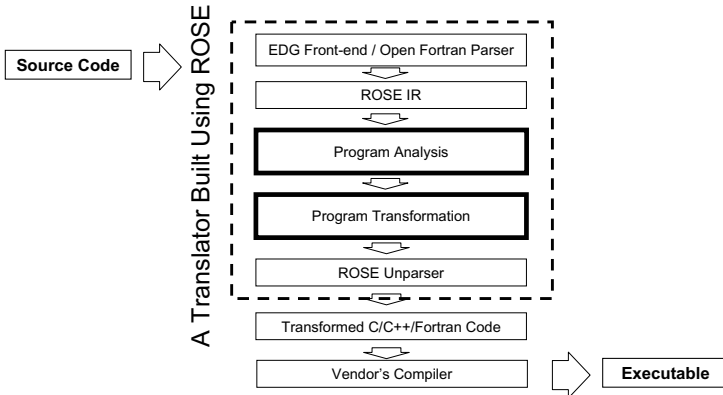 A Translator Built Using ROSE
Source Code
EDG Front-end / Open Fortran Parser
ROSE IR
Program Analysis
Program Transformation
ROSE Unparser
Transformed C/C++/Fortran Code
Vendor's Compiler
Executable